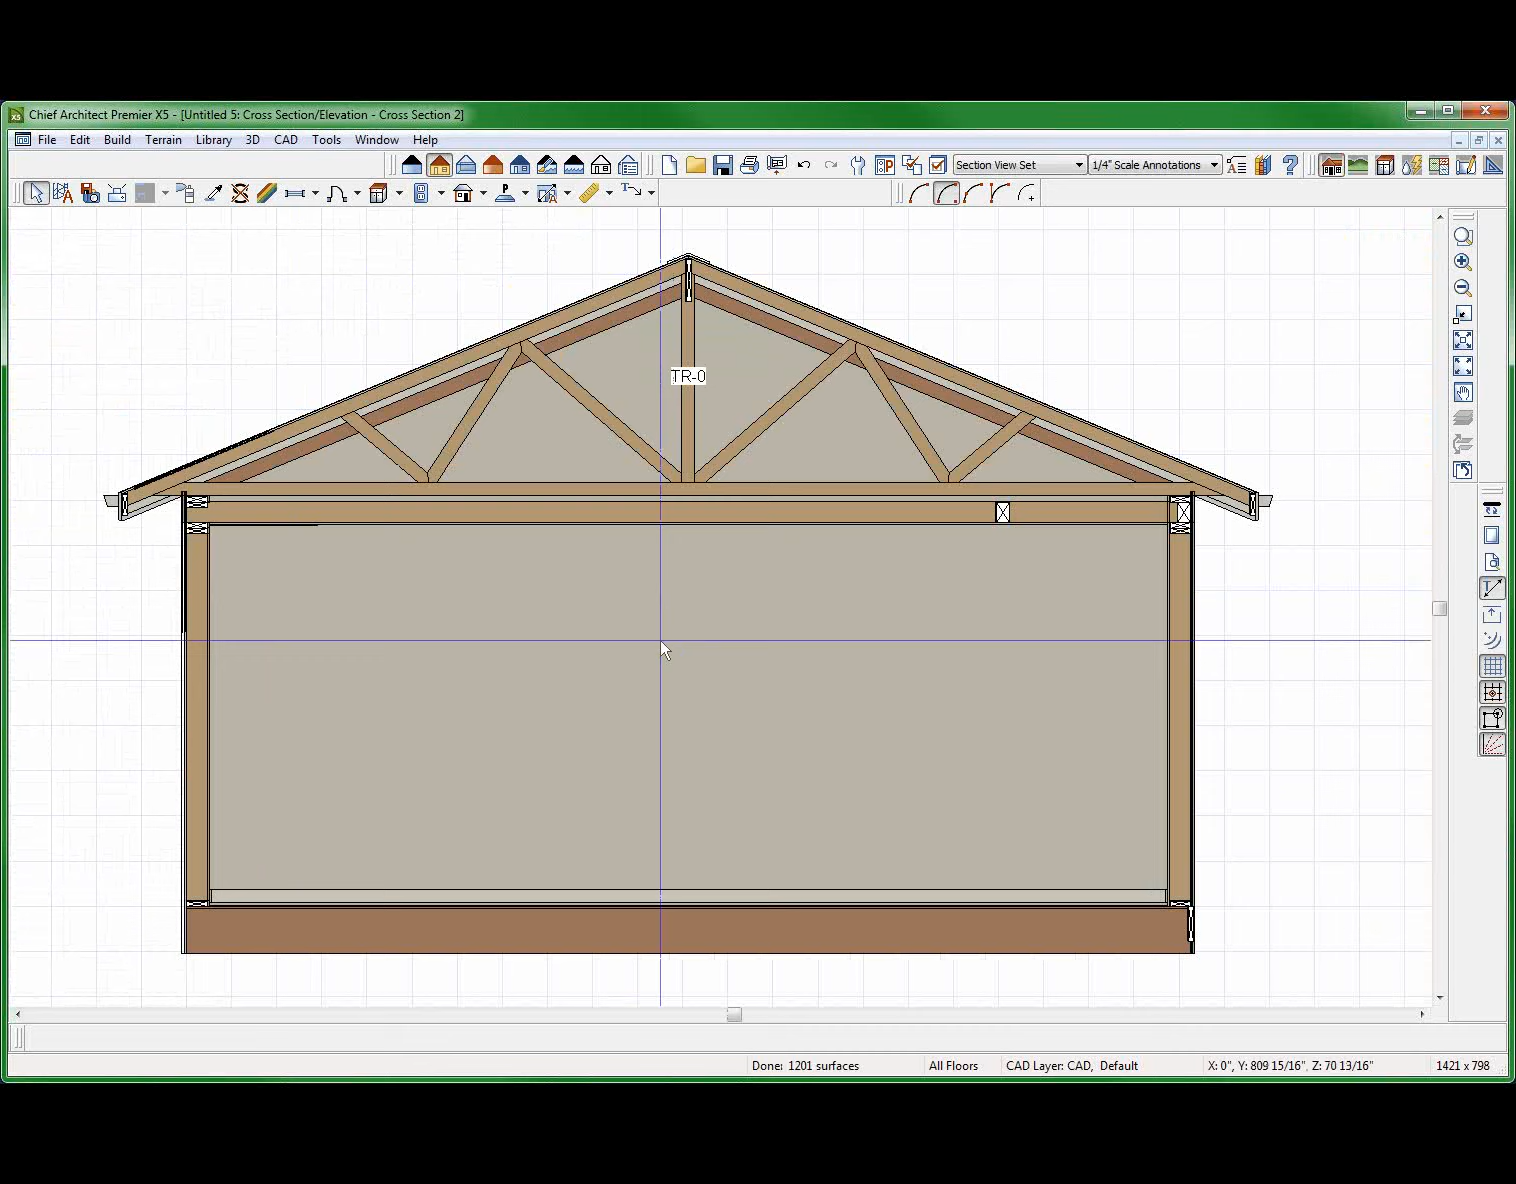 Chief Architect Premier X5 - [Untitled 5: Cross Section/Elevation - Cross Section 2]
File Edit Build Terrain Library 3D CAD Tools Window Help
Section View Set 1/4" Scale Annotations
TR-0
Done: 1201 surfaces All Floors CAD Layer: CAD, Default X: 0", Y: 809 15/16", Z: 70 13/16" 1421 x 798